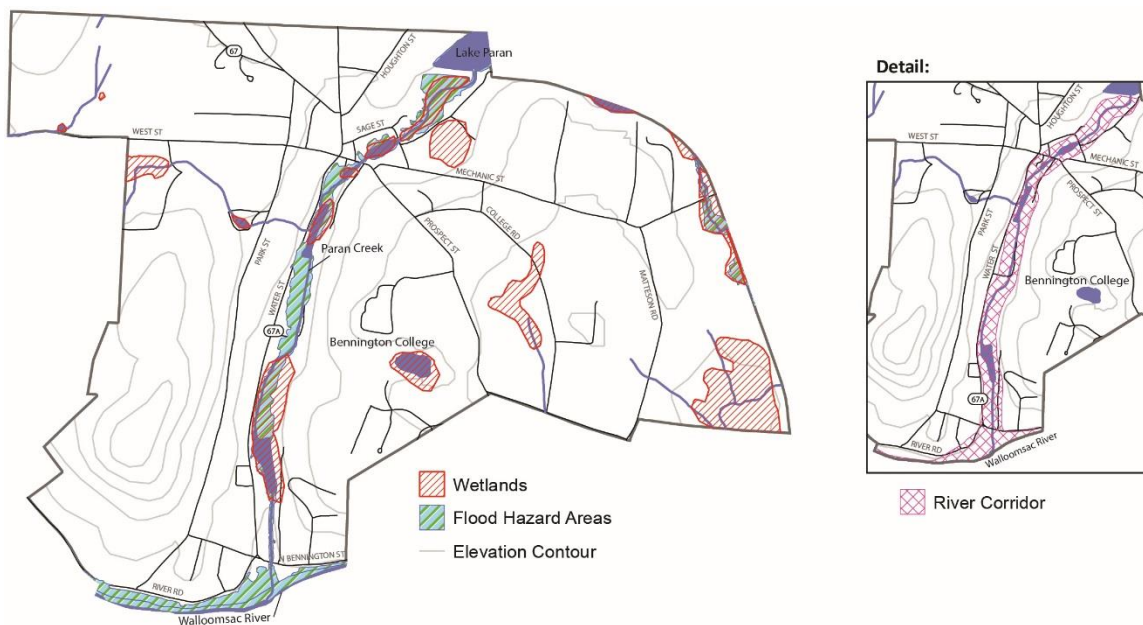 67
HOUGHTON ST
Lake Paran
SAGE ST
WEST ST
MECHANIC ST
PROSPECT ST
COLLEGE RD
MATTESON RD
PARK ST
Paran Creek
WATER ST
67A
Bennington College
N BENNINGTON ST
RIVER RD
Walloomsac River
Wetlands
Flood Hazard Areas
Elevation Contour
Detail:
HOUGHTON ST
WEST ST
MECHANIC ST
PROSPECT ST
PARK ST
WATER ST
Bennington College
67A
RIVER RD
Walloomsac River
River Corridor